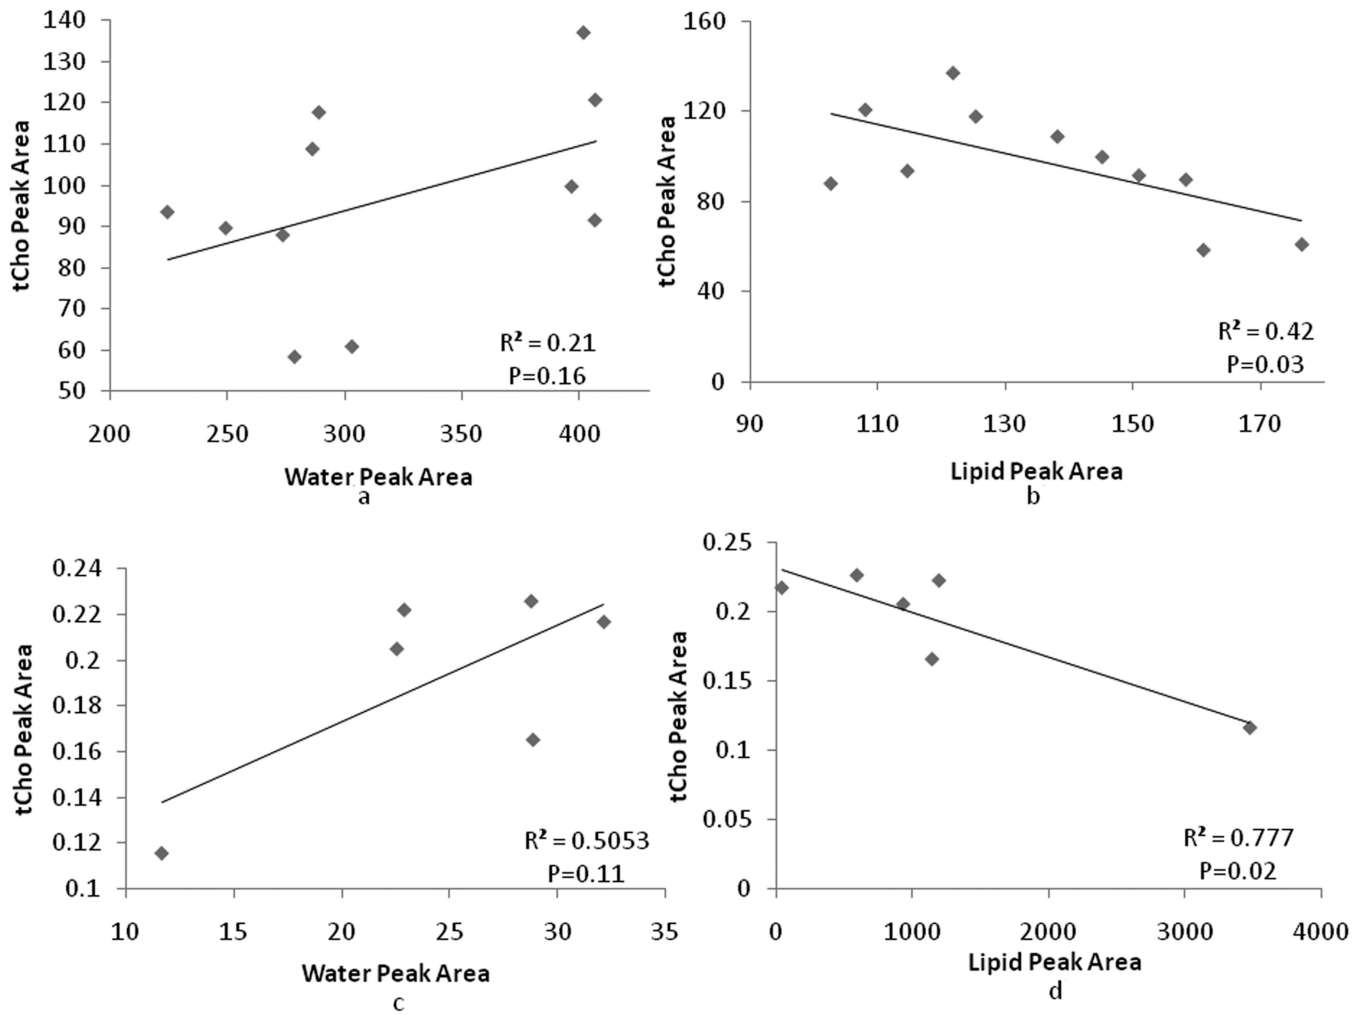 140
130
120
110
100
90
80
70
60
50
tCho Peak Area
R² = 0.21
P=0.16
200 250 300 350 400
Water Peak Area
a
160
120
80
40
0
tCho Peak Area
R² = 0.42
P=0.03
90 110 130 150 170
Lipid Peak Area
b
0.24
0.22
0.2
0.18
0.16
0.14
0.12
0.1
tCho Peak Area
R² = 0.5053
P=0.11
10 15 20 25 30 35
Water Peak Area
c
0.25
0.2
0.15
0.1
0.05
0
tCho Peak Area
R² = 0.777
P=0.02
0 1000 2000 3000 4000
Lipid Peak Area
d